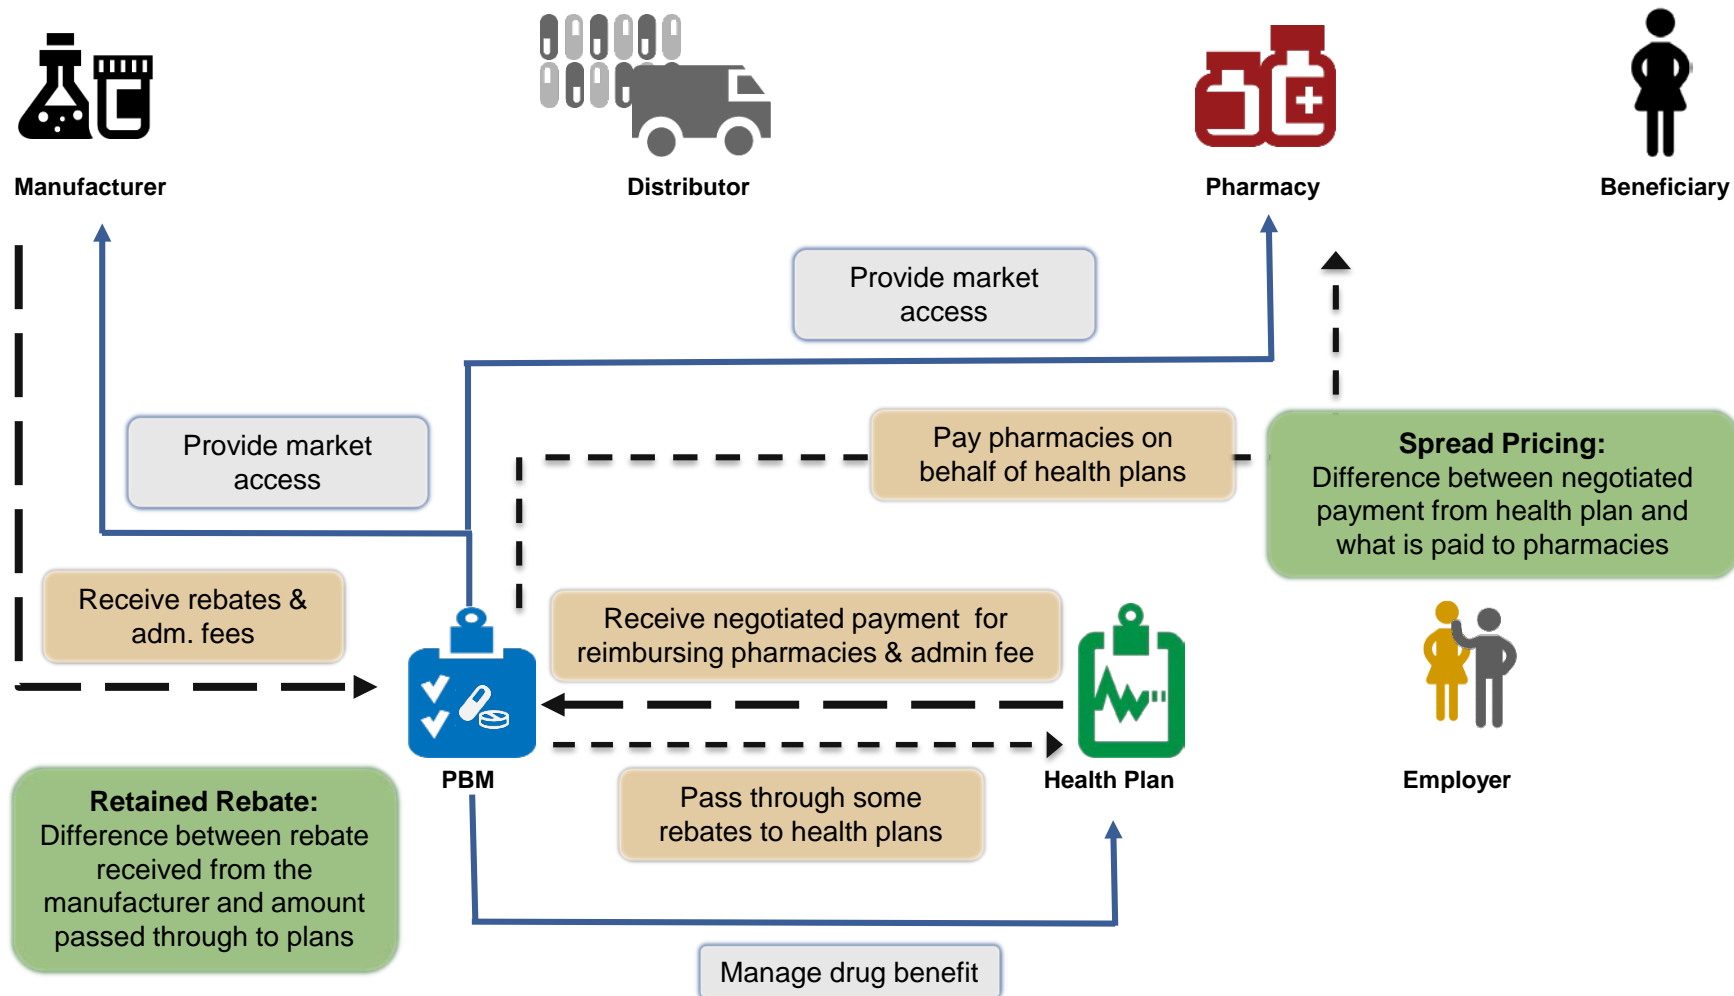 Manufacturer
Distributor
Pharmacy
Beneficiary
Provide market
access
Provide market
access
Pay pharmacies on
behalf of health plans
Spread Pricing:
Difference between negotiated
payment from health plan and
what is paid to pharmacies
Receive rebates &
adm. fees
Receive negotiated payment for
reimbursing pharmacies & admin fee
PBM
Health Plan
Employer
Retained Rebate:
Difference between rebate
received from the
manufacturer and amount
passed through to plans
Pass through some
rebates to health plans
Manage drug benefit